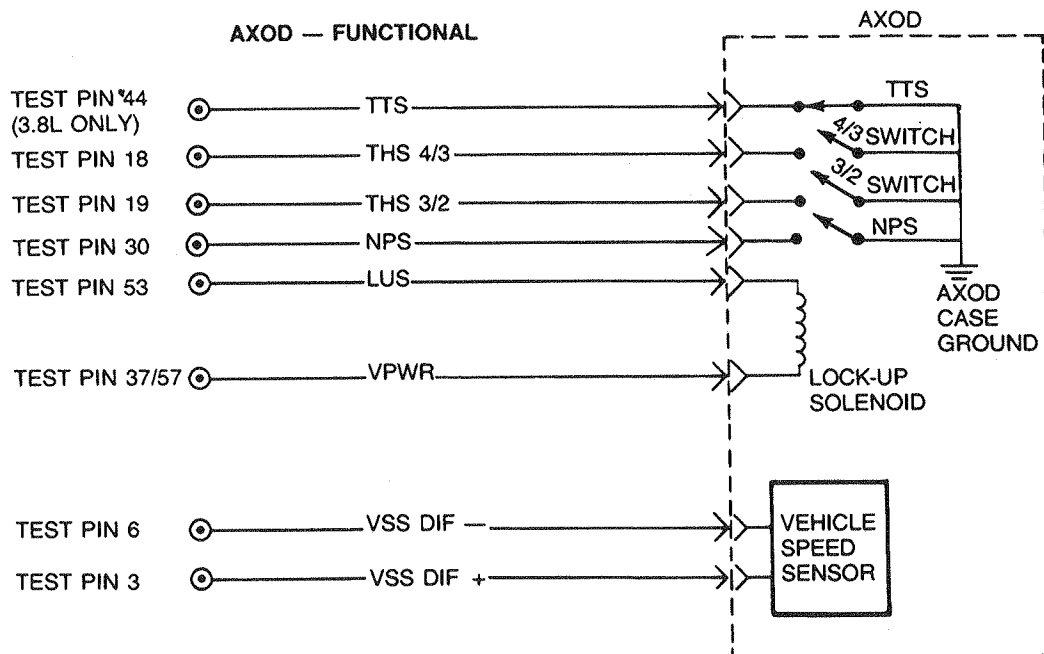 AXOD — FUNCTIONAL
AXOD
TEST PIN 44
(3.8L ONLY)
TTS
TTS
TEST PIN 18
THS 4/3
4/3 SWITCH
TEST PIN 19
THS 3/2
3/2 SWITCH
TEST PIN 30
NPS
NPS
TEST PIN 53
LUS
AXOD
CASE
GROUND
TEST PIN 37/57
VPWR
LOCK-UP
SOLENOID
TEST PIN 6
VSS DIF —
TEST PIN 3
VSS DIF +
VEHICLE
SPEED
SENSOR